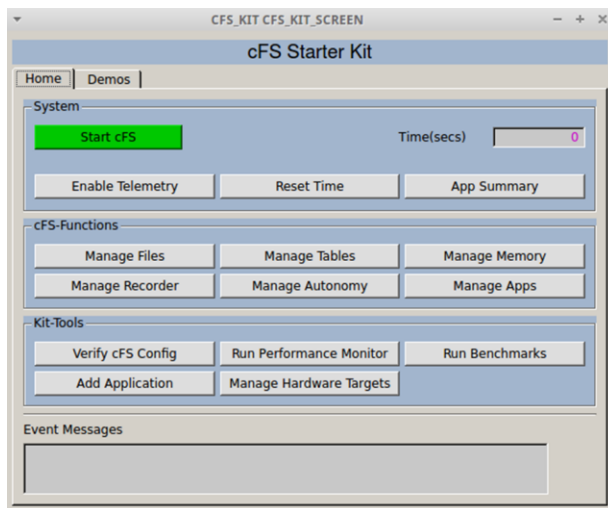 CFS_KIT CFS_KIT_SCREEN
cFS Starter Kit
Home Demos
System
Start cFS Time(secs) 0
Enable Telemetry Reset Time App Summary
cFS-Functions
Manage Files Manage Tables Manage Memory
Manage Recorder Manage Autonomy Manage Apps
Kit-Tools
Verify cFS Config Run Performance Monitor Run Benchmarks
Add Application Manage Hardware Targets
Event Messages